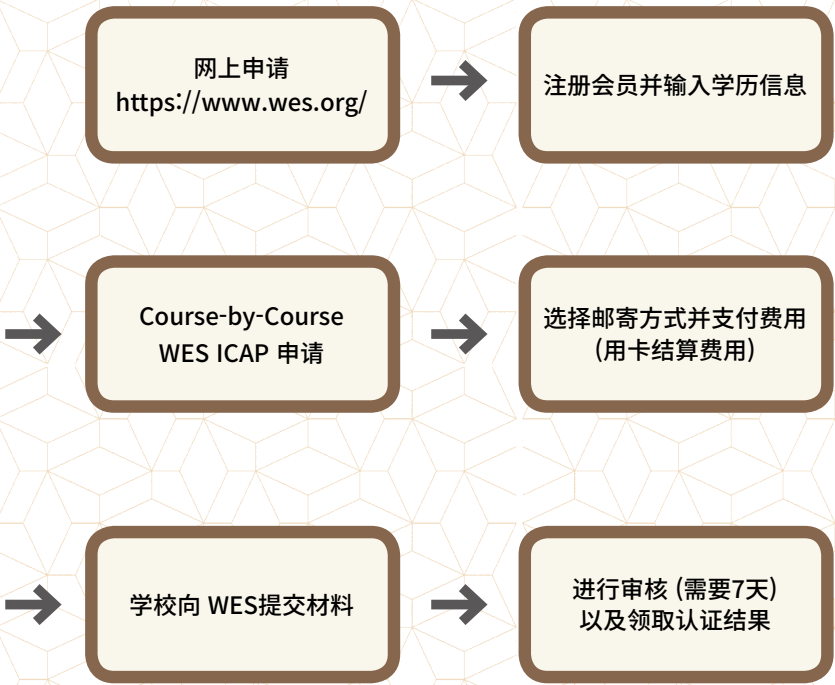 网上申请
https://www.wes.org/
注册会员并输入学历信息
Course-by-Course
WES ICAP 申请
选择邮寄方式并支付费用
(用卡结算费用)
学校向 WES提交材料
进行审核 (需要7天)
以及领取认证结果